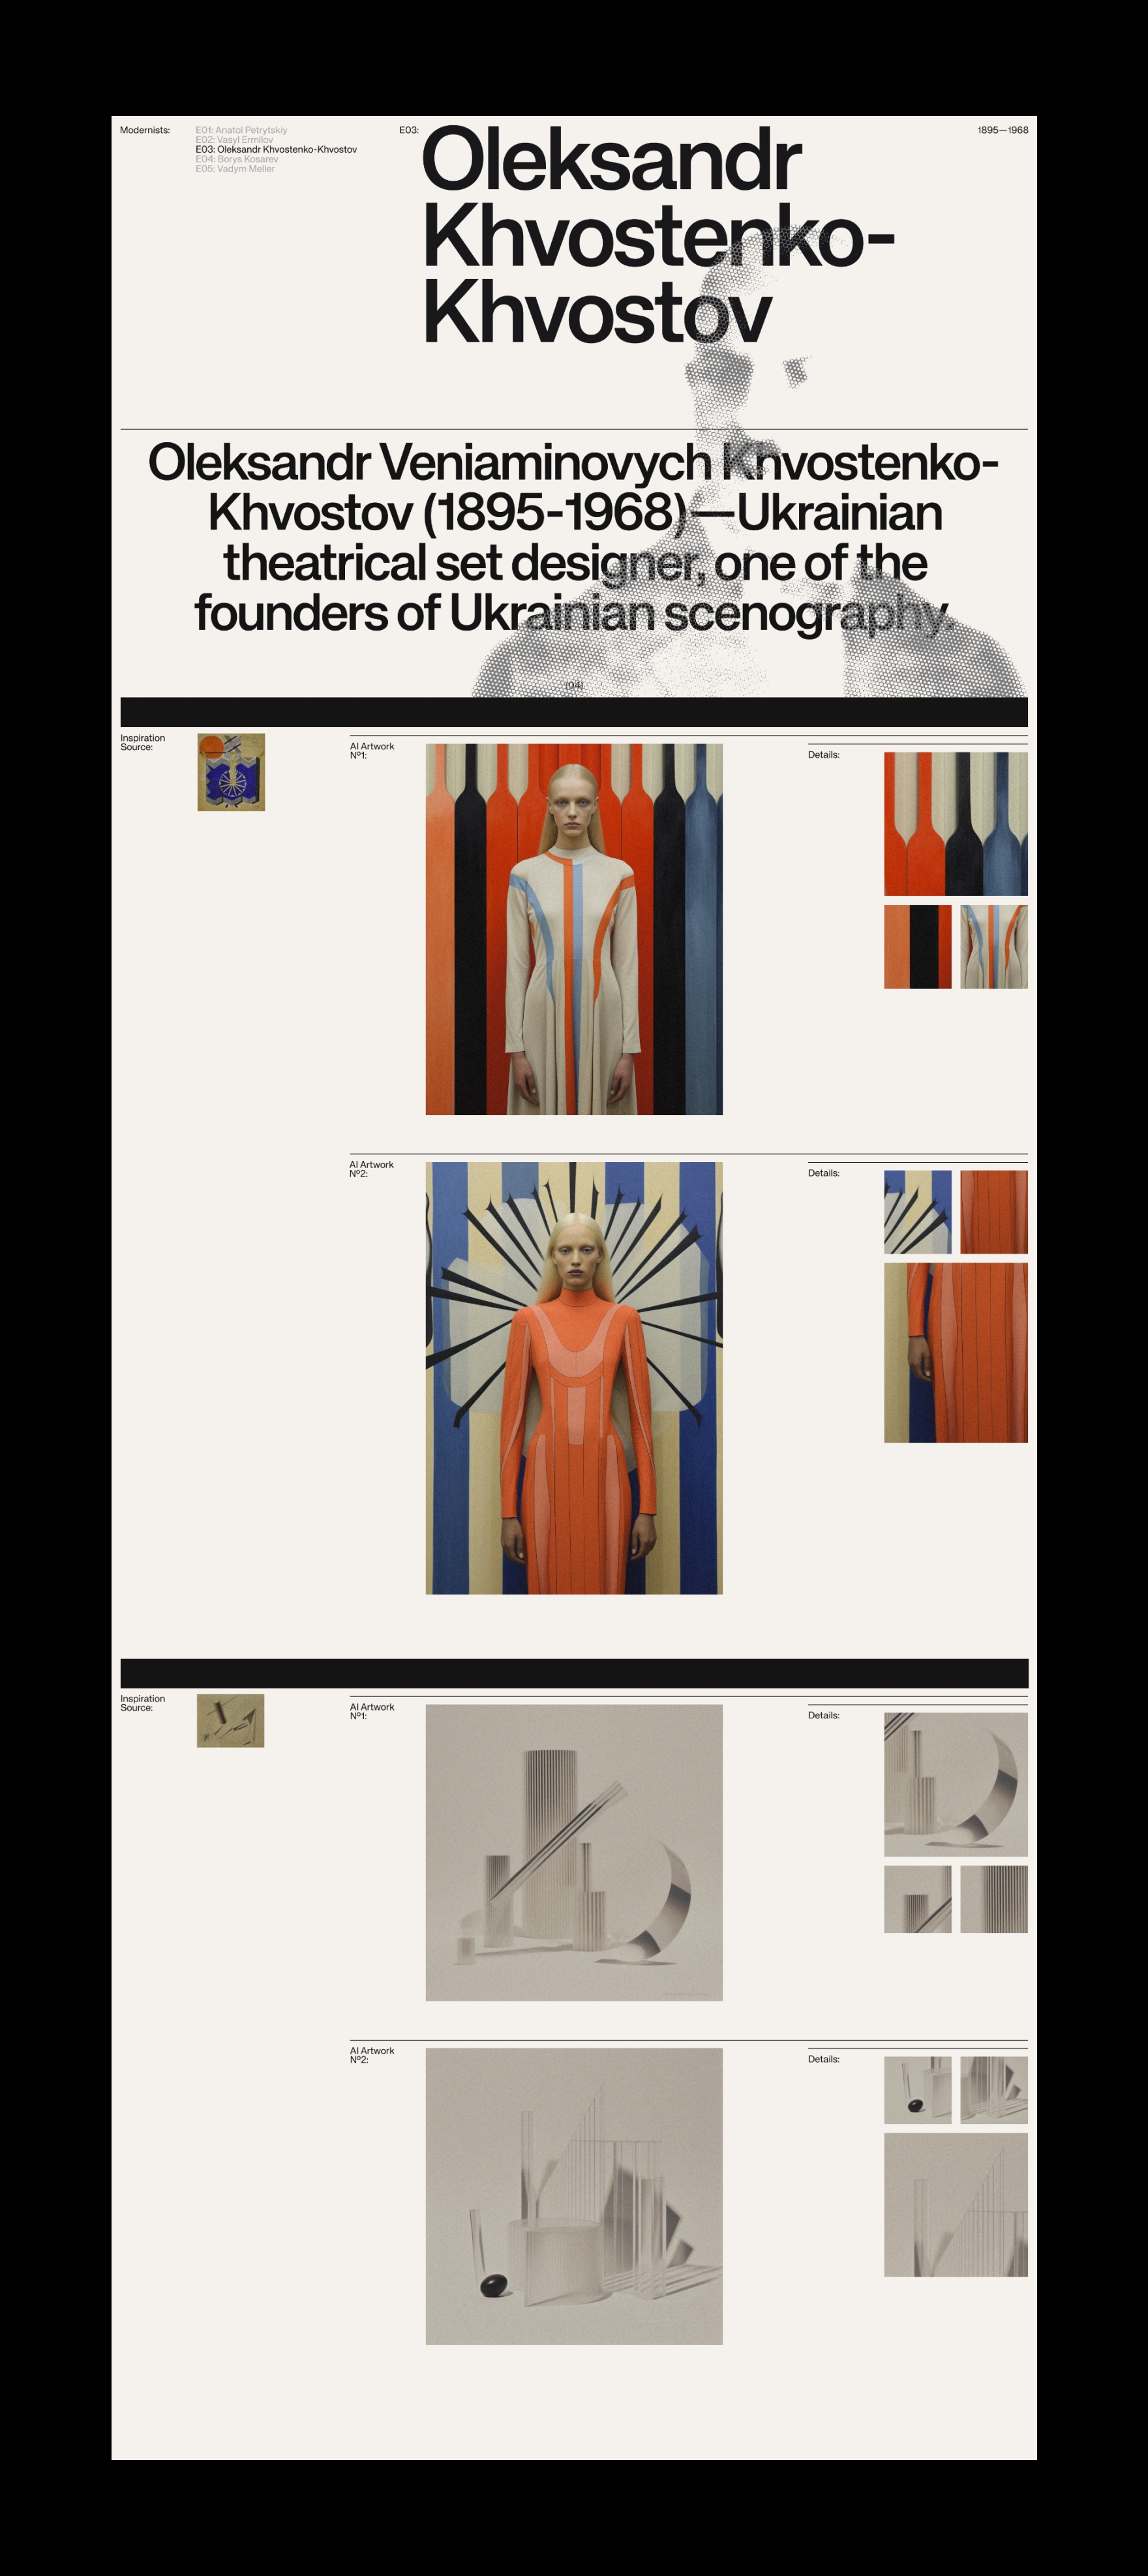 Modernists:
E01: Anatol Petrytskiy
E02: Vasyl Ermilov
E03: Oleksandr Khvostenko-Khvostov
E04: Borys Kosarev
E05: Vadym Meller
E03:
Oleksandr
Khvostenko-
Khvostov
1895—1968
Oleksandr Veniaminovych Khvostenko-
Khvostov (1895-1968)—Ukrainian
theatrical set designer, one of the
founders of Ukrainian scenography.
(04)
Inspiration
Source:
AI Artwork
Nº1:
Details:
AI Artwork
Nº2:
Details:
Inspiration
Source:
AI Artwork
Nº1:
Details:
AI Artwork
Nº2:
Details: